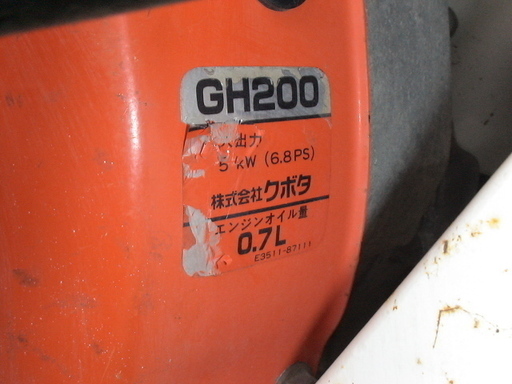 GH200
大出力
5 kW (6.8PS)
株式会社クボタ
エンジンオイル量
0.7L
E3511-87111